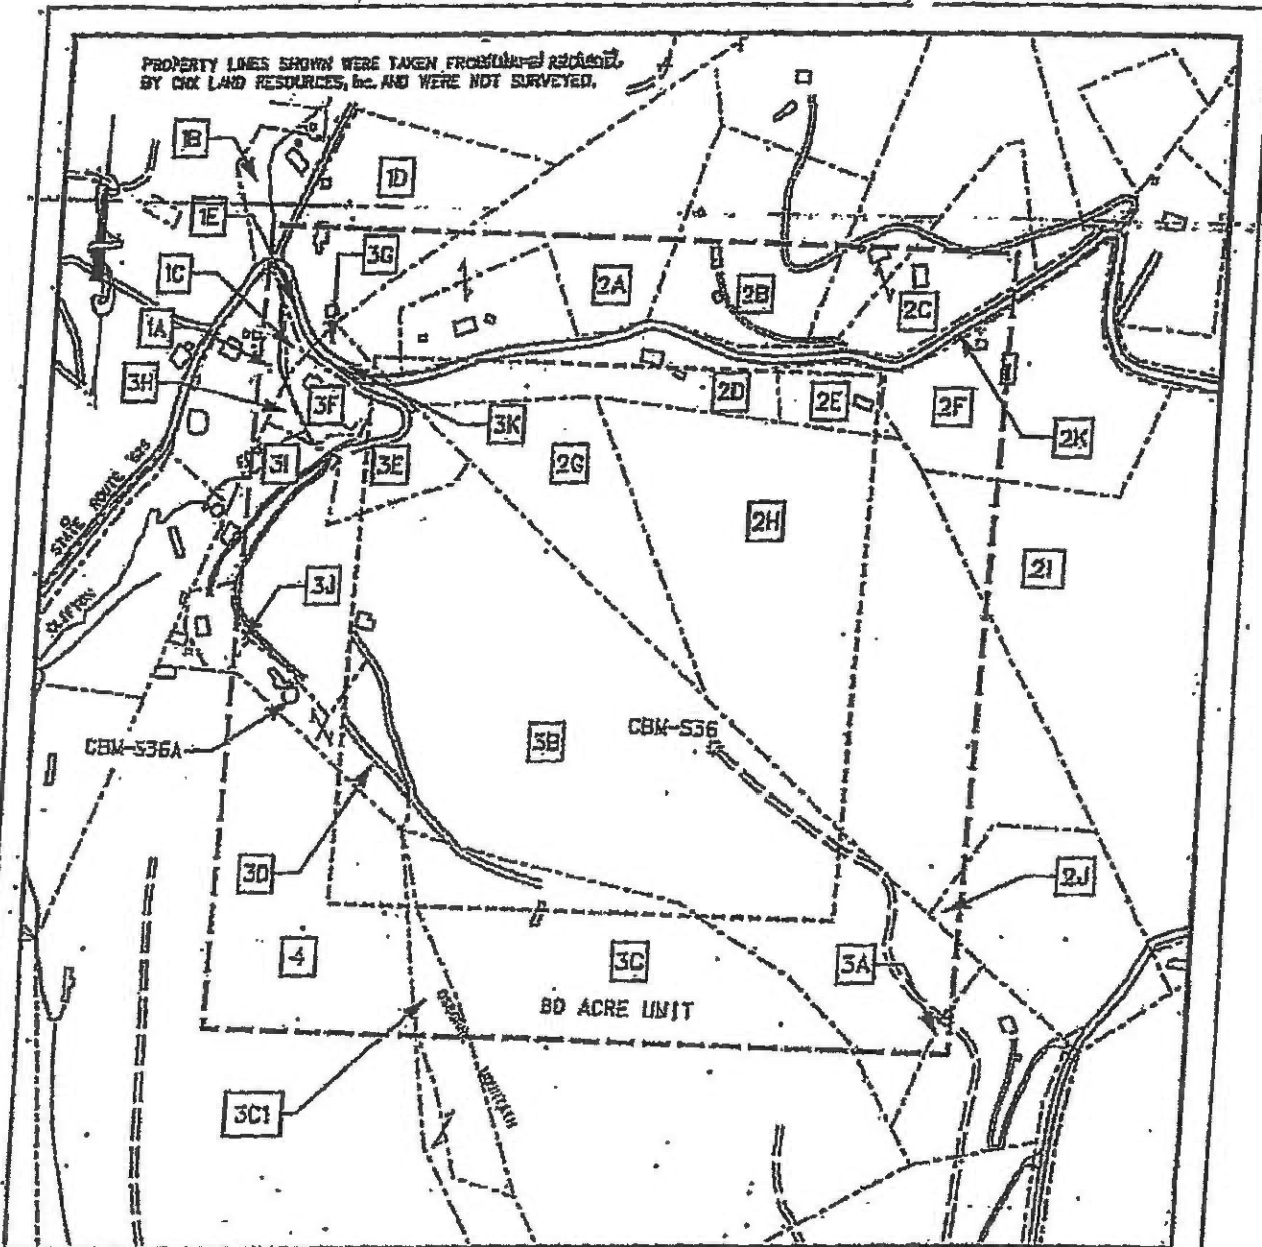 PROPERTY LINES SHOWN WERE TAKEN FROM
BY CNX LAND RESOURCES, Inc. AND WERE NOT SURVEYED.
1B
1D
1E
3G
1C
2A
2B
2C
1A
3H
3F
2D
2E
2F
3K
2K
3I
3E
2G
STATE ROUTE 625
2H
2I
3J
CLIFTON
CBM-S36A
3B
CBM-S36
3D
2J
4
3C
3A
80 ACRE UNIT
3C1